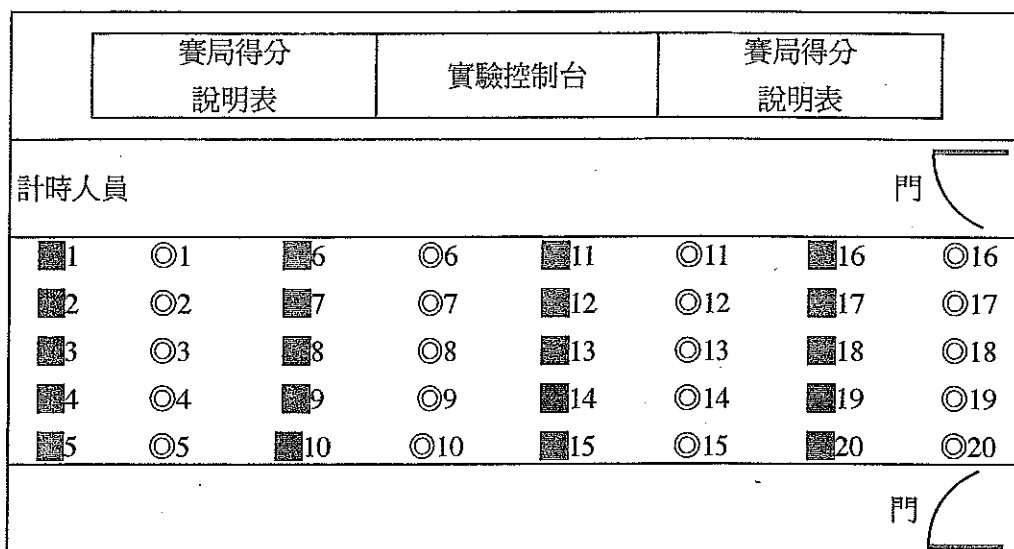 賽局得分 實驗控制台 賽局得分
說明表 說明表
計時人員 門
■1 ◎1 ■6 ◎6 ■11 ◎11 ■16 ◎16
■2 ◎2 ■7 ◎7 ■12 ◎12 ■17 ◎17
■3 ◎3 ■8 ◎8 ■13 ◎13 ■18 ◎18
■4 ◎4 ■9 ◎9 ■14 ◎14 ■19 ◎19
■5 ◎5 ■10 ◎10 ■15 ◎15 ■20 ◎20
門